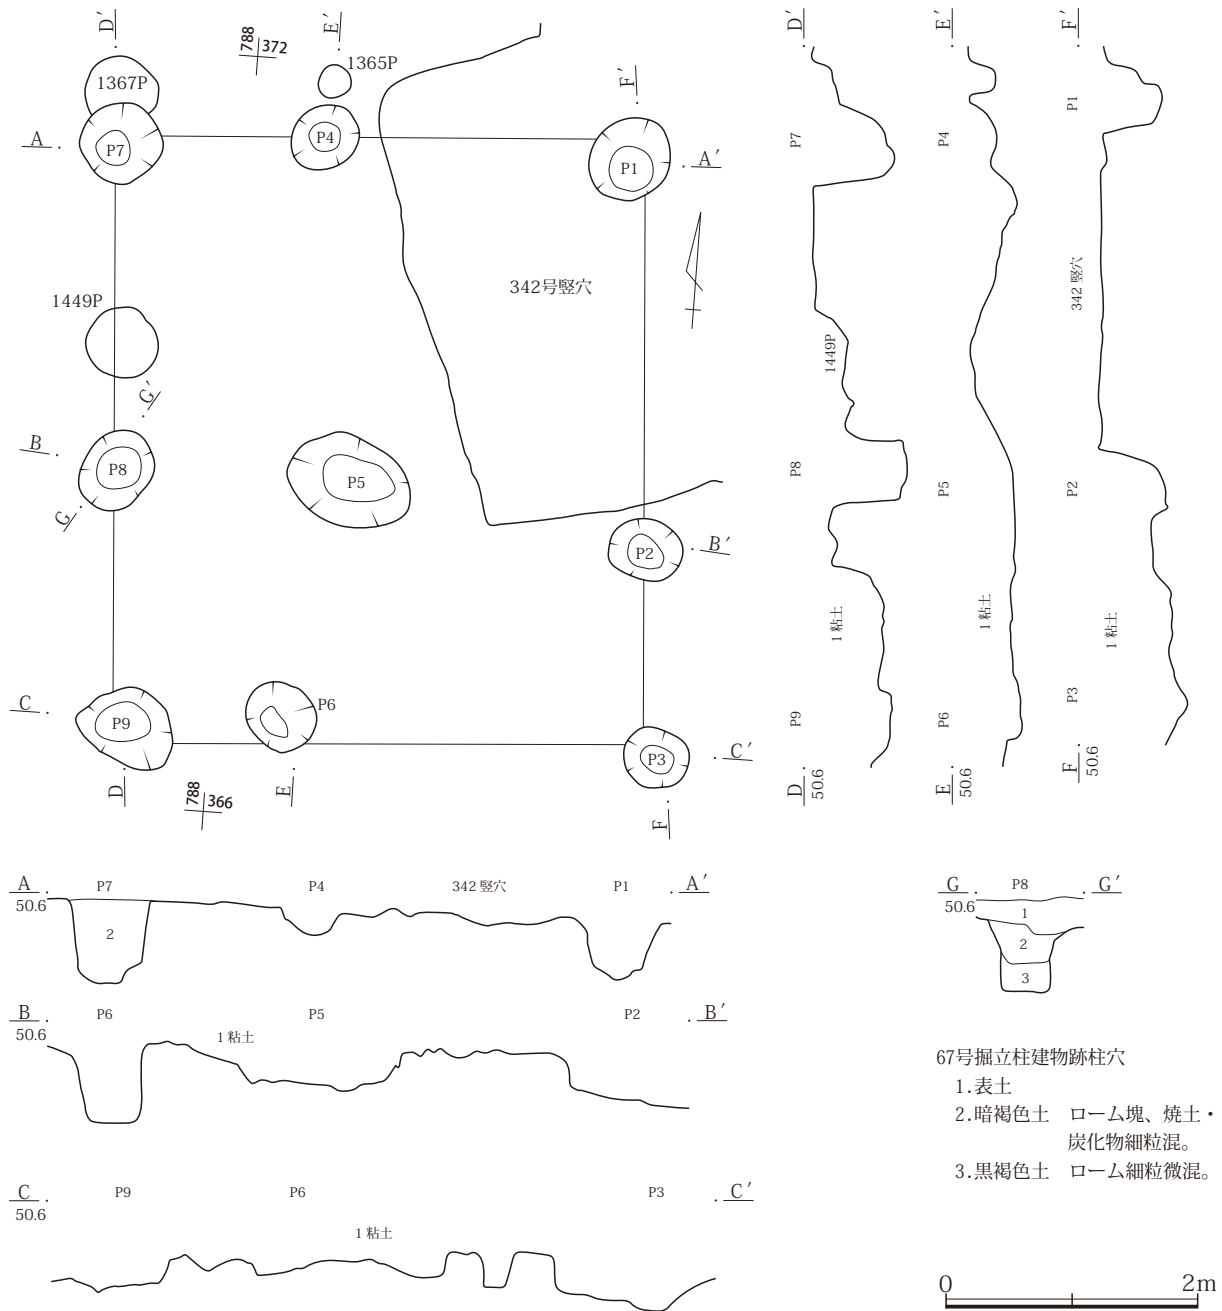 D′
788
372
E′
1367P
1365P
F′
A
P7
P4
P1
A′
342号竪穴
1449P
G′
B
P8
P5
G
P2
B′
C
P9
P6
P3
C′
D
788
366
E
F
D′
E′
F′
P7
P4
P1
1449P
342 竪穴
P8
P5
P2
1 粘土
1 粘土
1 粘土
P9
P6
P3
D
50.6
E
50.6
F
50.6
A
50.6
P7
P4
342 竪穴
P1
A′
2
B
50.6
P6
P5
P2
B′
1 粘土
C
50.6
P9
P6
P3
C′
1 粘土
G
50.6
P8
G′
1
2
3
67号掘立柱建物跡柱穴
1.表土
2.暗褐色土 ローム塊、焼土・
炭化物細粒混。
3.黒褐色土 ローム細粒微混。
0
2m